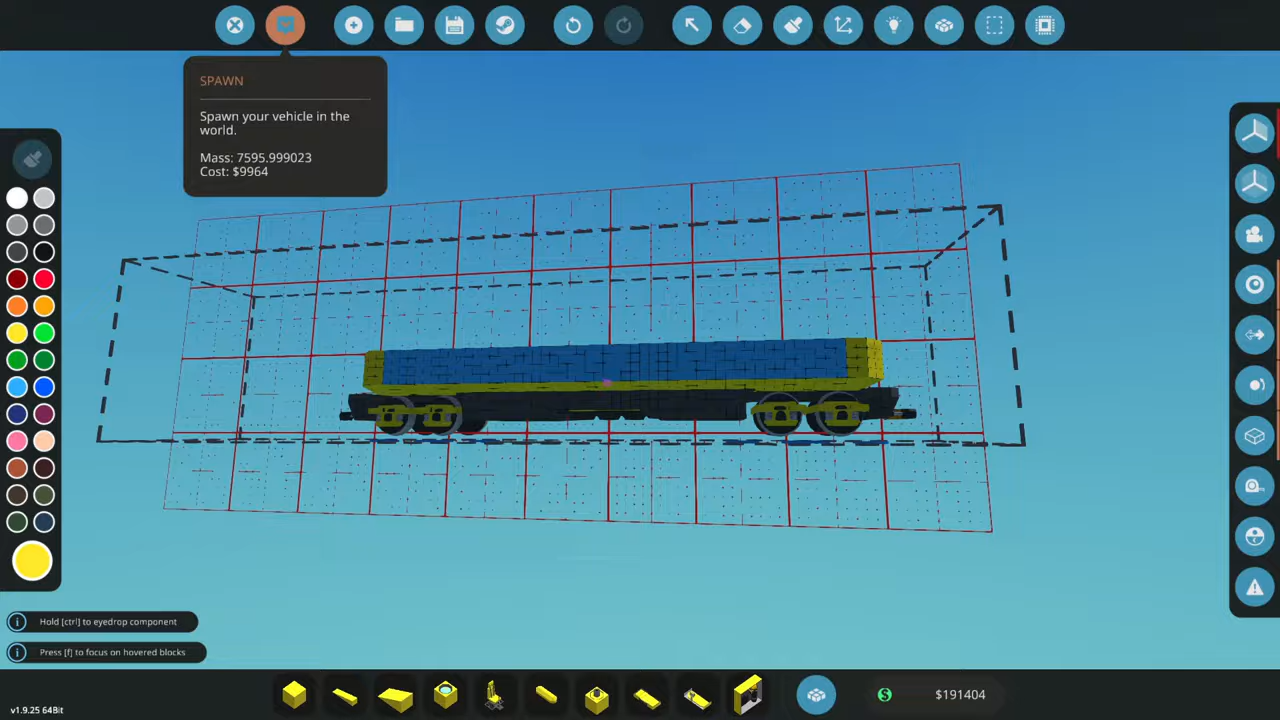 SPAWN
Spawn your vehicle in the
world.
Mass: 7595.999023
Cost: $9964
Hold [ctrl] to eyedrop component
Press [f] to focus on hovered blocks
v1.9.25 64Bit
$191404